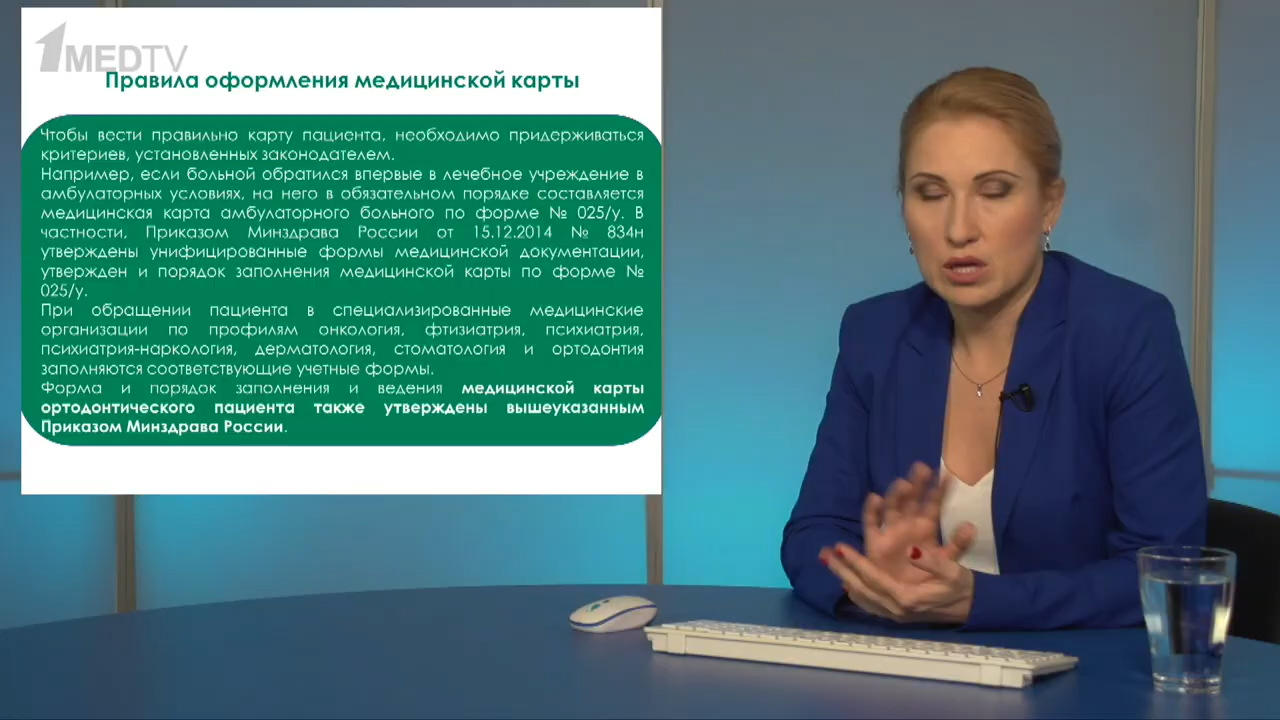 1MEDTV
Правила оформления медицинской карты
Чтобы вести правильно карту пациента, необходимо придерживаться
критериев, установленных законодателем.
Например, если больной обратился впервые в лечебное учреждение в
амбулаторных условиях, на него в обязательном порядке составляется
медицинская карта амбулаторного больного по форме № 025/у. В
частности, Приказом Минздрава России от 15.12.2014 № 834н
утверждены унифицированные формы медицинской документации,
утвержден и порядок заполнения медицинской карты по форме №
025/у.
При обращении пациента в специализированные медицинские
организации по профилям онкология, фтизиатрия, психиатрия,
психиатрия-наркология, дерматология, стоматология и ортодонтия
заполняются соответствующие учетные формы.
Форма и порядок заполнения и ведения медицинской карты
ортодонтического пациента также утверждены вышеуказанным
Приказом Минздрава России.